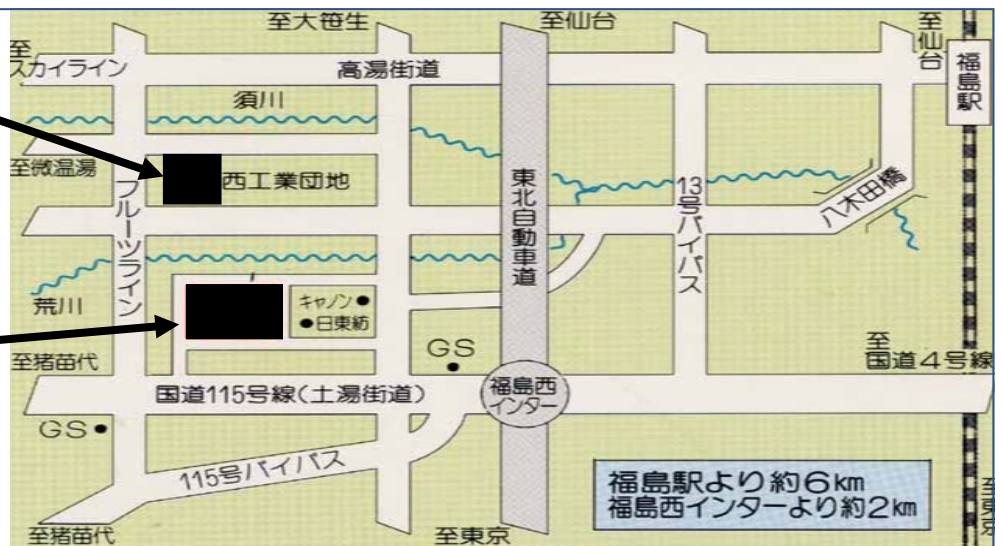 至大笹生
至仙台
至
仙台
至
スカイライン
高湯街道
福島駅
須川
至微温湯
西工業団地
フルーツライン
東北自動車道
13号バイパス
八木田橋
荒川
キヤノン●
●日東紡
至猪苗代
GS
至
国道4号線
国道115号線(土湯街道)
福島西
インター
GS
115号バイパス
福島駅より約6km
福島西インターより約2km
至猪苗代
至東京
至東京